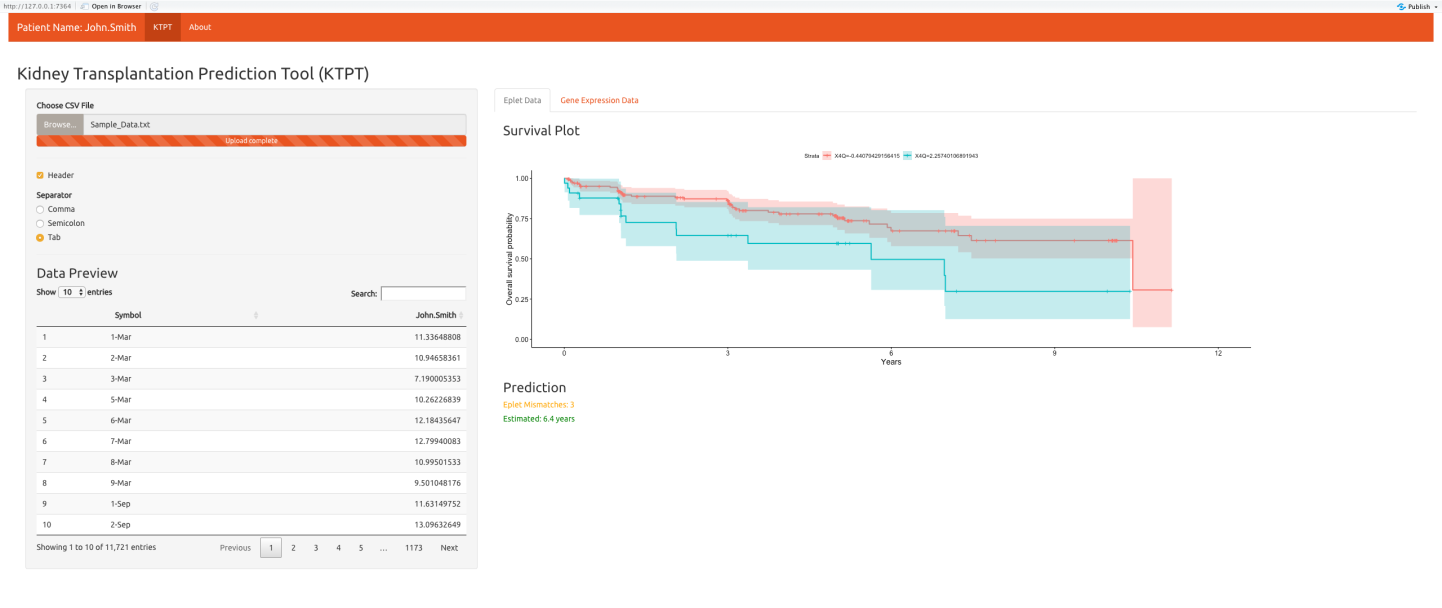 http://127.0.0.1:7364 Open in Browser Publish
Patient Name: John.Smith KTPT About
Kidney Transplantation Prediction Tool (KTPT)
Choose CSV File
Browse... Sample_Data.txt
Upload complete
Header
Separator
Comma
Semicolon
Tab
Data Preview
Show 10 entries Search:
Symbol John.Smith
1 1-Mar 11.33648808
2 2-Mar 10.94658361
3 3-Mar 7.190005353
4 5-Mar 10.26226839
5 6-Mar 12.18435647
6 7-Mar 12.79940083
7 8-Mar 10.99501533
8 9-Mar 9.501048176
9 1-Sep 11.63149752
10 2-Sep 13.09632649
Showing 1 to 10 of 11,721 entries Previous 1 2 3 4 5 ... 1173 Next
Eplet Data Gene Expression Data
Survival Plot
Strata X4Q=-0.44079429156415 X4Q=2.25740106891943
Overall survival probability
1.00
0.75
0.50
0.25
0.00
0 3 6 9 12
Years
Prediction
Eplet Mismatches: 3
Estimated: 6.4 years